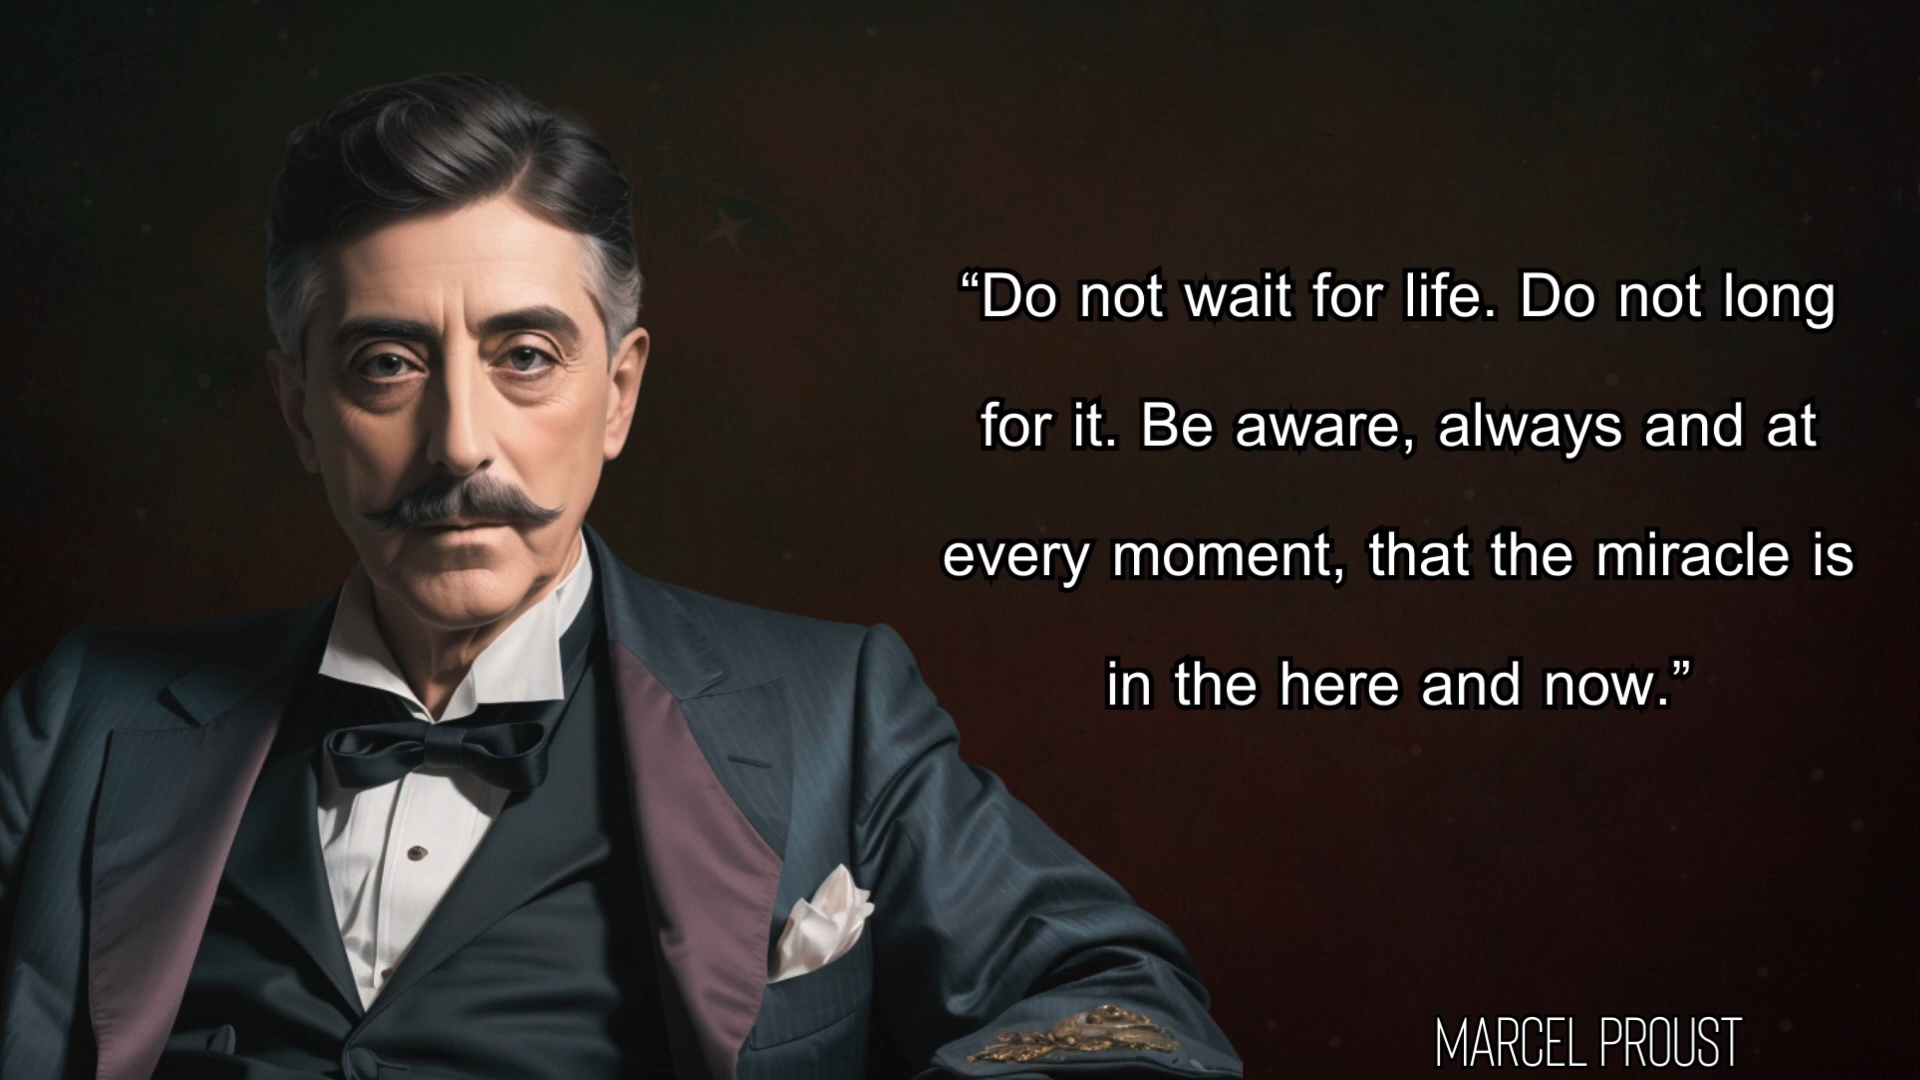 “Do not wait for life. Do not long
for it. Be aware, always and at
every moment, that the miracle is
in the here and now.”
MARCEL PROUST